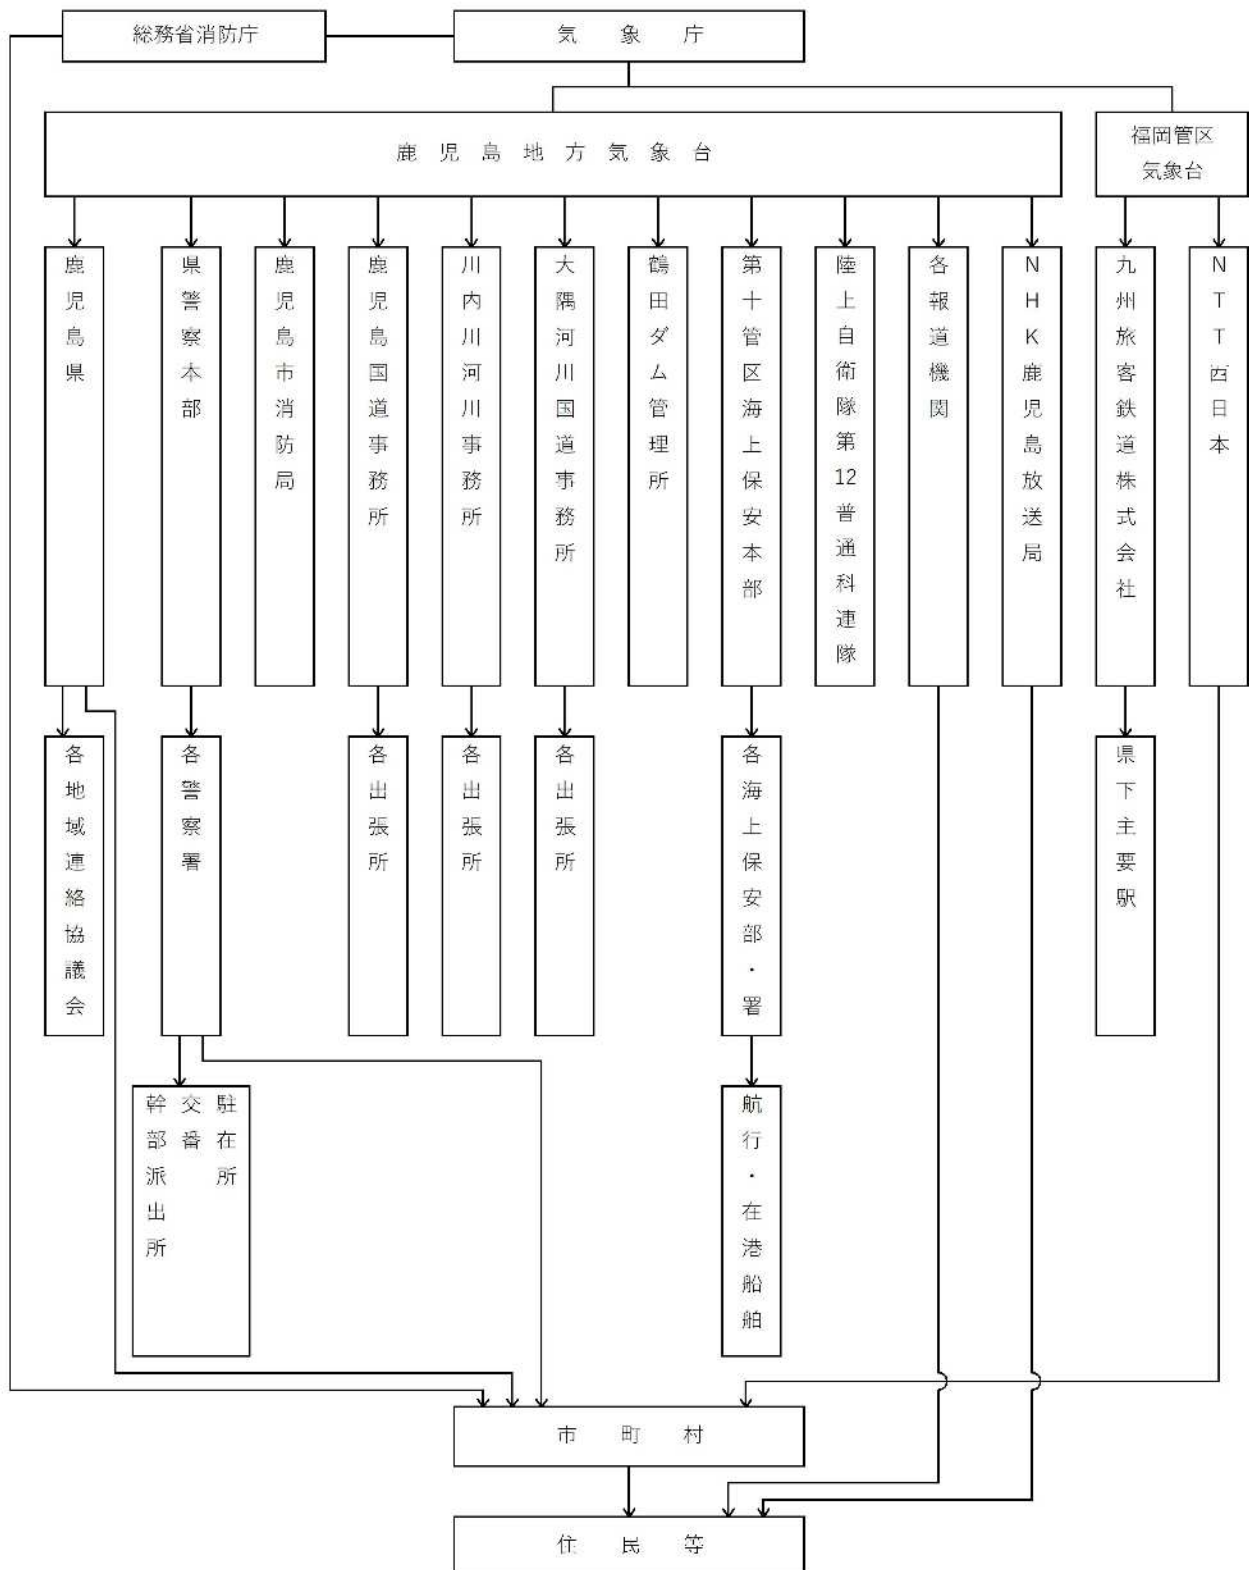 総務省消防庁
気象庁
鹿児島地方気象台
福岡管区
気象台
鹿児島県
県警察本部
鹿児島市消防局
鹿児島国道事務所
川内川河川事務所
大隅河川国道事務所
鶴田ダム管理所
第十管区海上保安本部
陸上自衛隊第12普通科連隊
各報道機関
NHK鹿児島放送局
九州旅客鉄道株式会社
NTT西日本
各地域連絡協議会
各警察署
各出張所
各出張所
各出張所
各海上保安部・署
県下主要駅
駐在所
交番
幹部派出所
航行・在港船舶
市町村
住民等